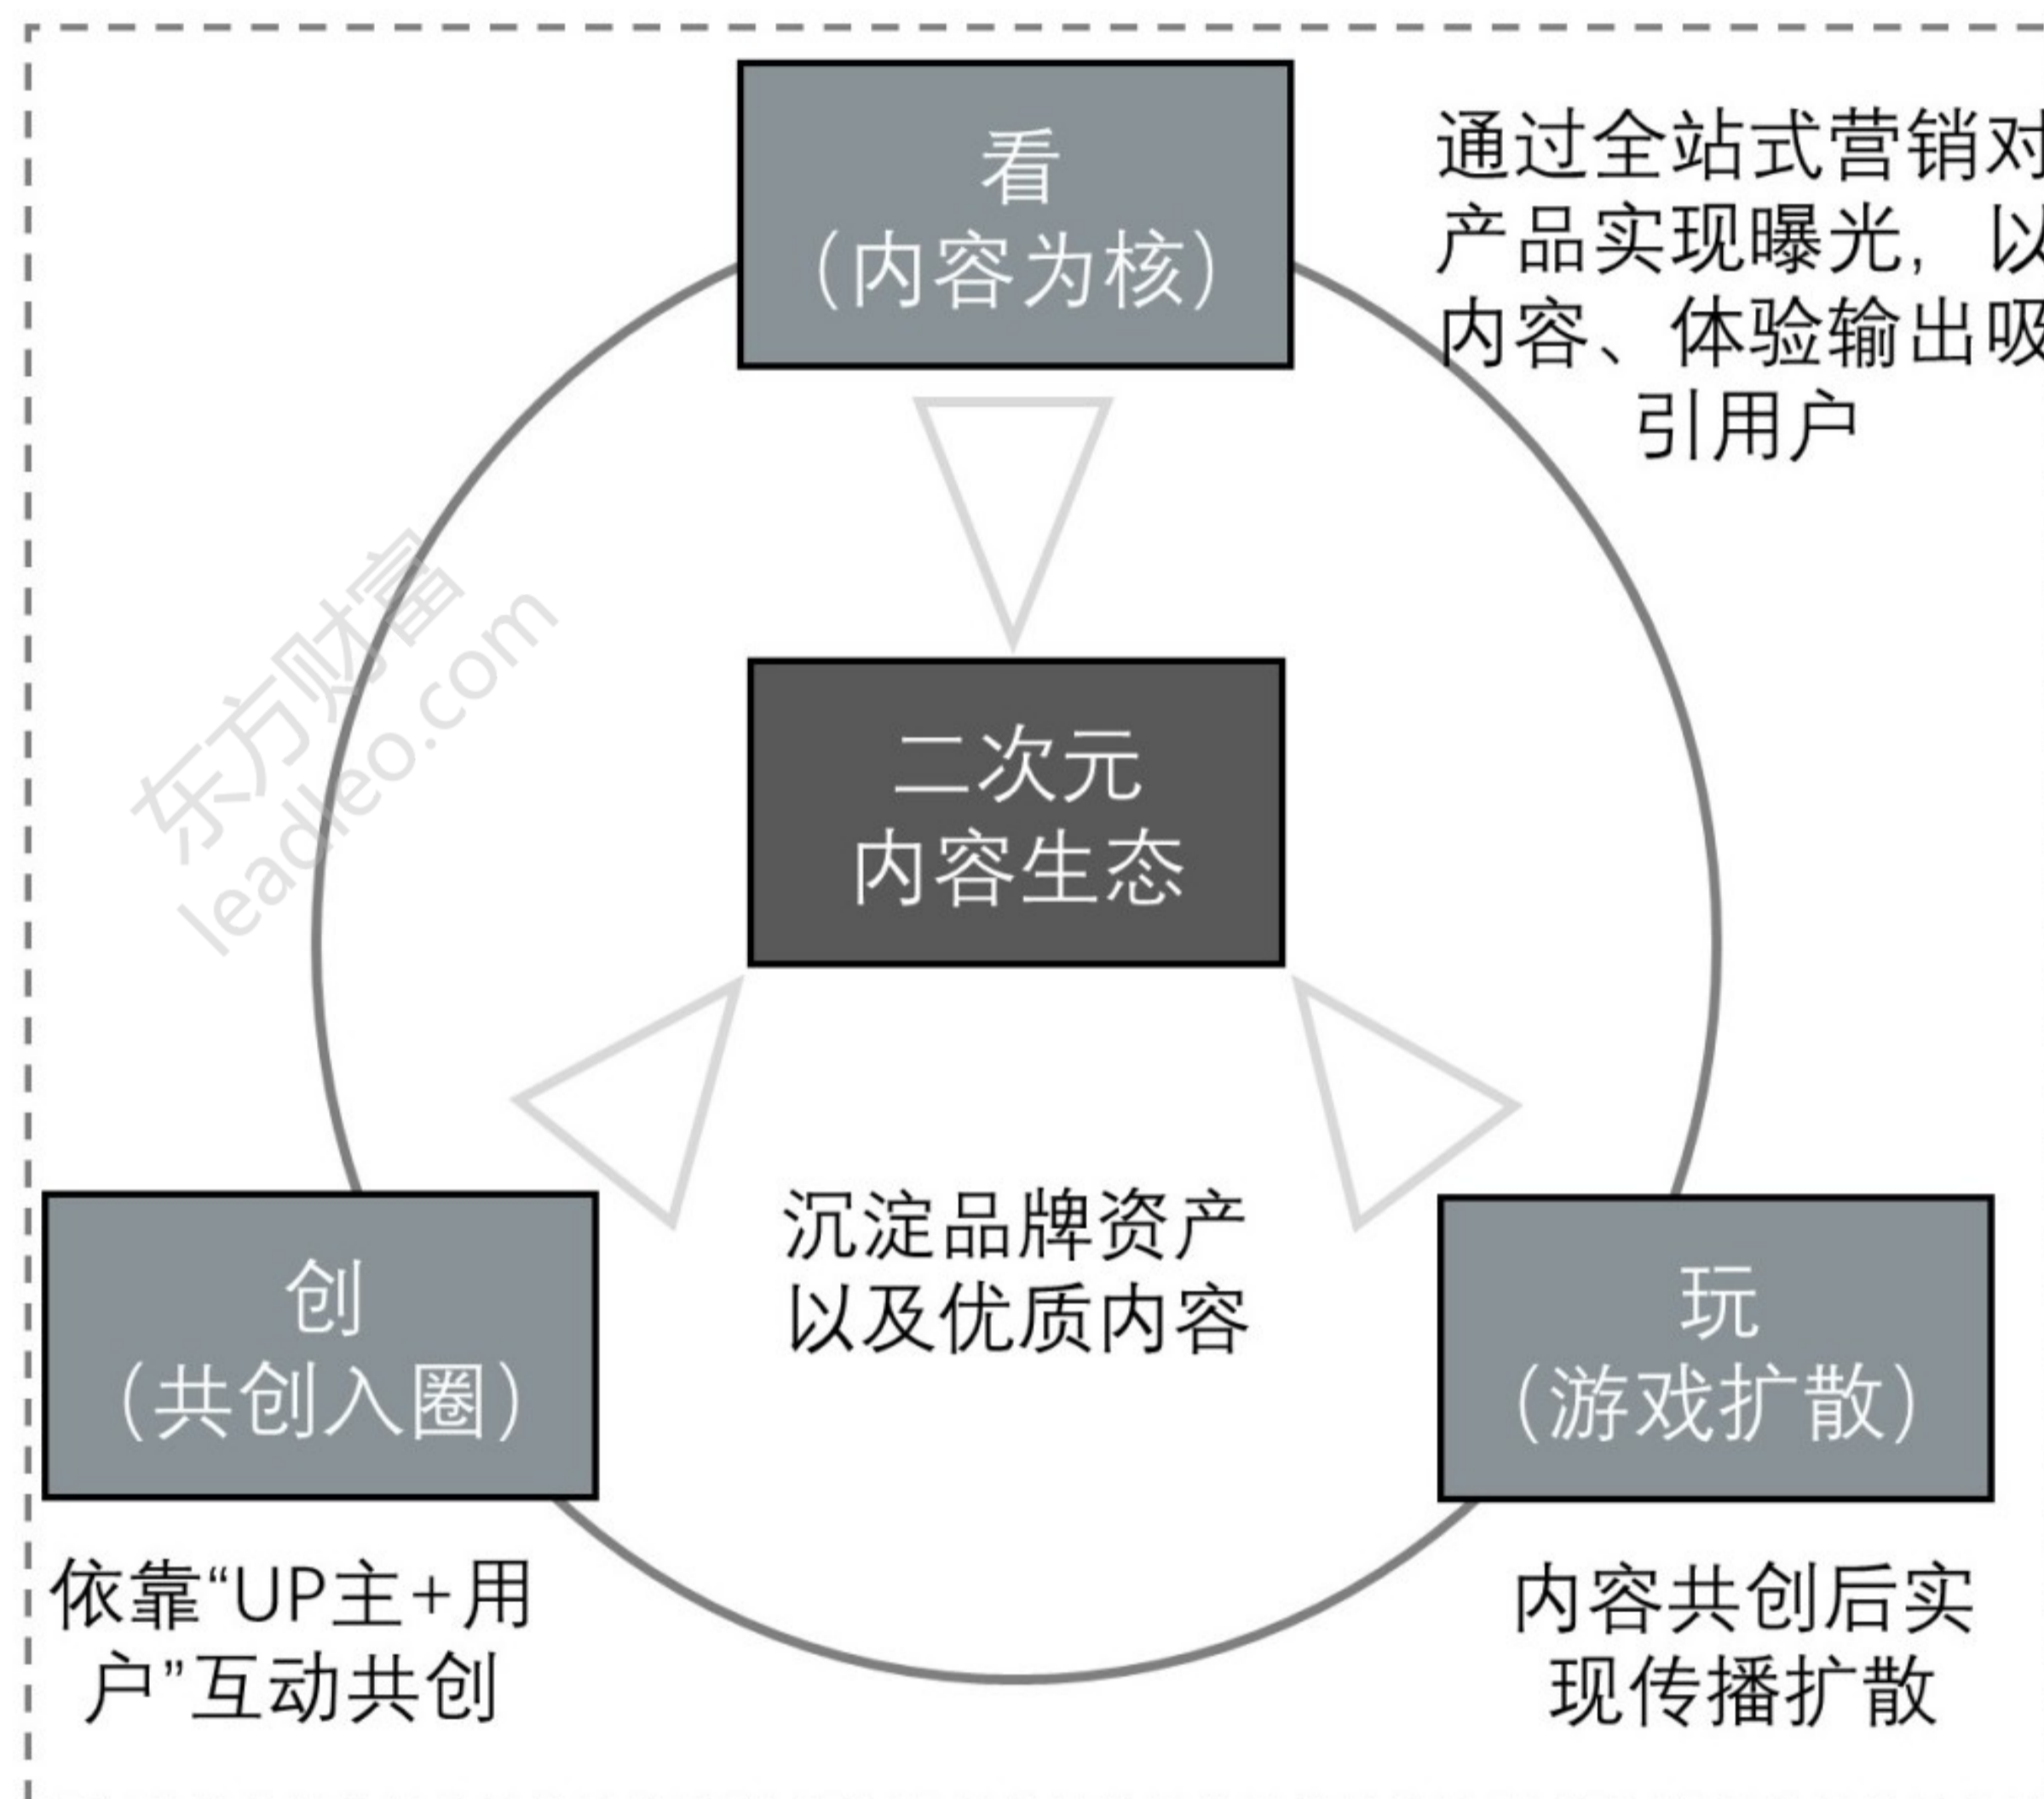 看
（内容为核）
通过全站式营销对
产品实现曝光，以
内容、体验输出吸
引用户
东方财富
leadleo.com
二次元
内容生态
沉淀品牌资产
以及优质内容
创
（共创入圈）
玩
（游戏扩散）
依靠“UP主+用
户”互动共创
内容共创后实
现传播扩散